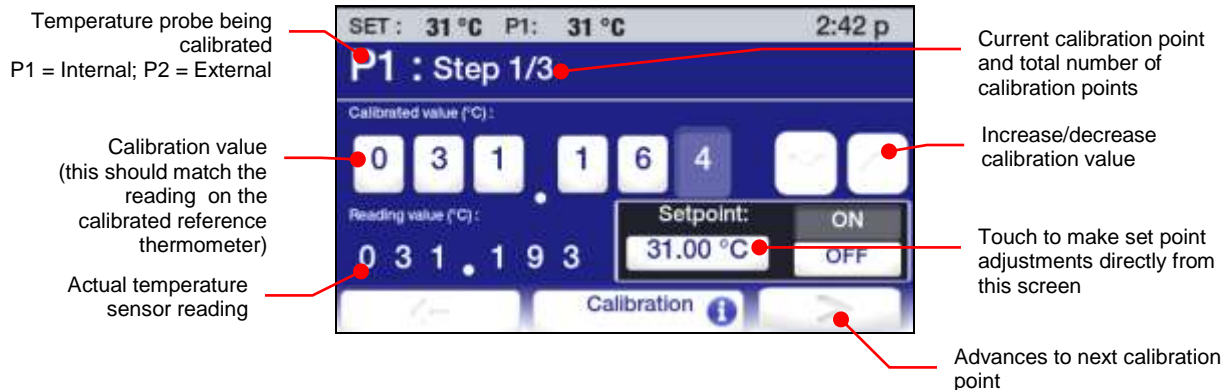 Temperature probe being
calibrated
P1 = Internal; P2 = External
Calibration value
(this should match the
reading on the
calibrated reference
thermometer)
Actual temperature
sensor reading
SET : 31 °C P1: 31 °C 2:42 p
P1 : Step 1/3
Calibrated value (°C) :
0 3 1 . 1 6 4
Reading value (°C) :
0 3 1 . 1 9 3
Setpoint:
31.00 °C
ON
OFF
Calibration i
Current calibration point
and total number of
calibration points
Increase/decrease
calibration value
Touch to make set point
adjustments directly from
this screen
Advances to next calibration
point